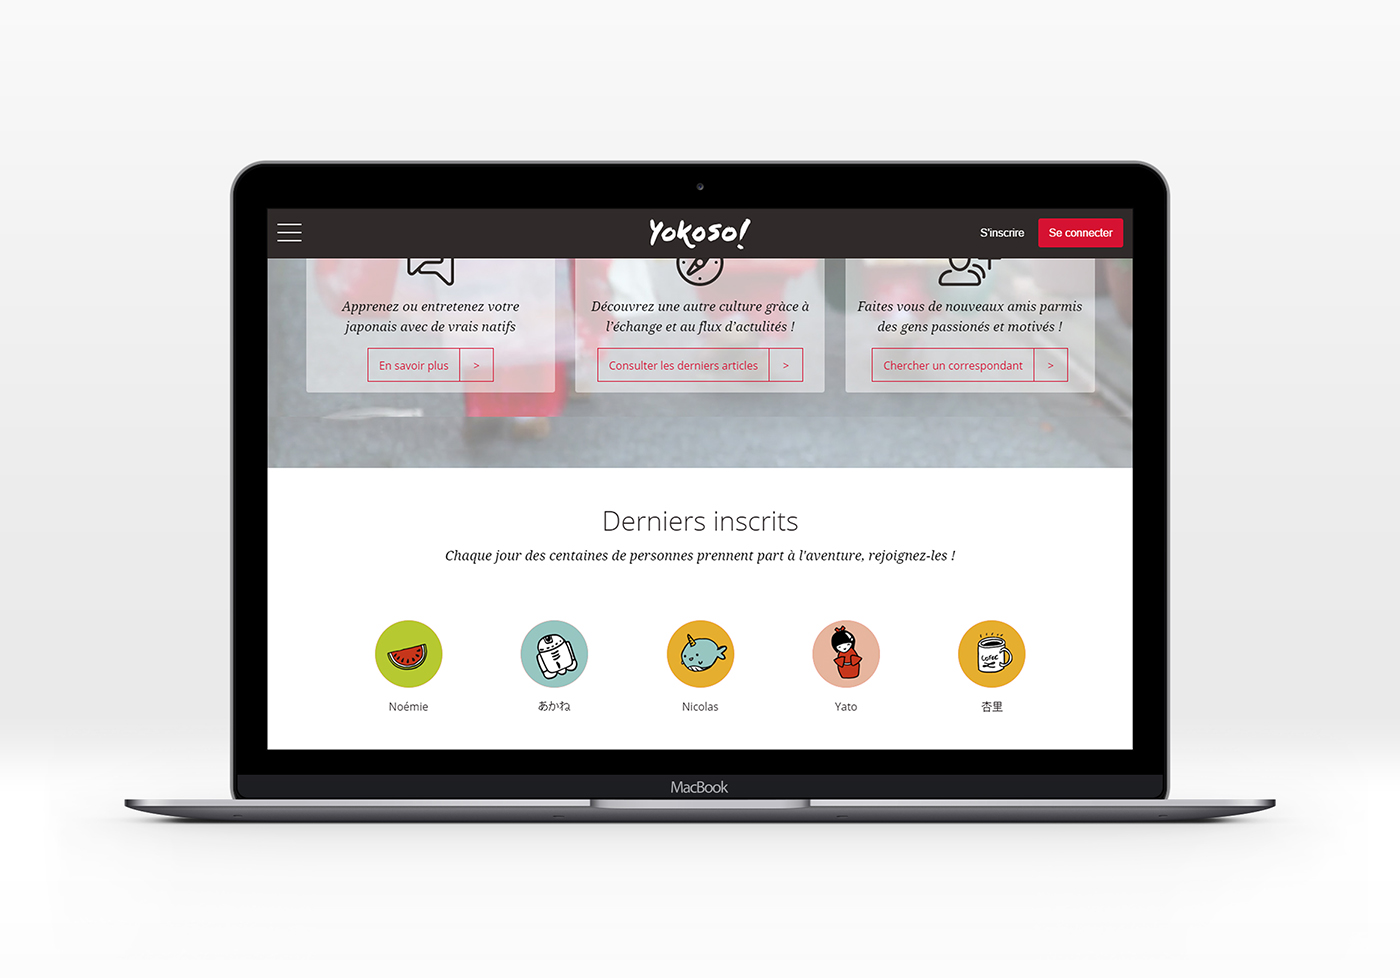 Yokoso!
S'inscrire
Se connecter
Apprenez ou entretenez votre
japonais avec de vrais natifs
En savoir plus >
Découvrez une autre culture gràce à
l'échange et au flux d'actulités !
Consulter les derniers articles >
Faites vous de nouveaux amis parmis
des gens passionés et motivés !
Chercher un correspondant >
Derniers inscrits
Chaque jour des centaines de personnes prennent part à l'aventure, rejoignez-les !
COFEE
Noémie
あかね
Nicolas
Yato
杏里
MacBook